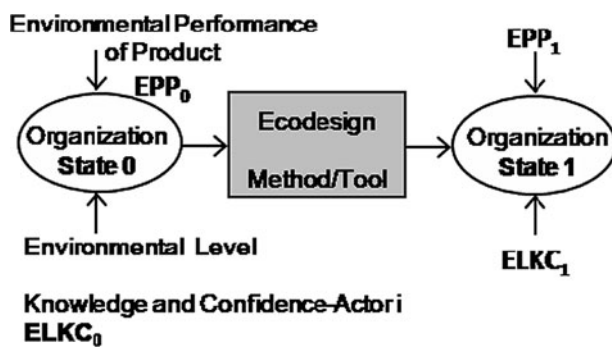 Environmental Performance
of Product
EPP₀
EPP₁
Organization
State 0
Ecodesign
Method/Tool
Organization
State 1
Environmental Level
ELKC₁
Knowledge and Confidence-Actor i
ELKC₀